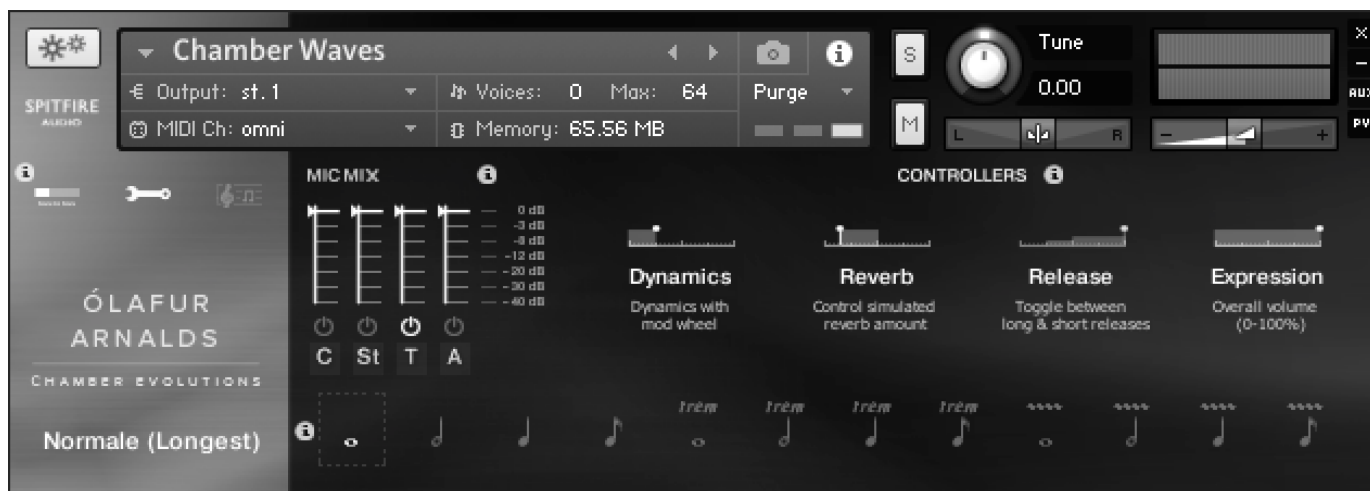 Chamber Waves
S
Tune
0.00
SPITFIRE
AUDIO
Output: st. 1
Voices: 0 Max: 64
Purge
MIDI Ch: omni
Memory: 65.56 MB
M
L R
- +
×
-
AUX
PV
MIC MIX
CONTROLLERS
0 dB
-3 dB
-12 dB
-20 dB
-30 dB
-40 dB
Dynamics
Dynamics with
mod wheel
Reverb
Control simulated
reverb amount
Release
Toggle between
long & short releases
Expression
Overall volume
(0-100%)
C St T A
ÓLAFUR
ARNALDS
CHAMBER EVOLUTIONS
Normale (Longest)
trem trem trem trem